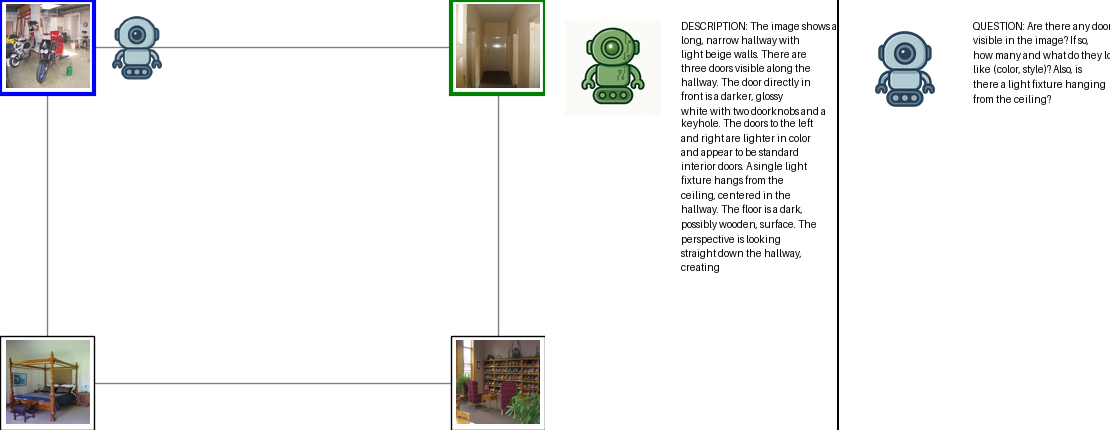 DESCRIPTION: The image shows a
long, narrow hallway with
light beige walls. There are
three doors visible along the
hallway. The door directly in
front is a darker, glossy
white with two doorknobs and a
keyhole. The doors to the left
and right are lighter in color
and appear to be standard
interior doors. A single light
fixture hangs from the
ceiling, centered in the
hallway. The floor is a dark,
possibly wooden, surface. The
perspective is looking
straight down the hallway,
creating
QUESTION: Are there any door
visible in the image? If so,
how many and what do they lo
like (color, style)? Also, is
there a light fixture hanging
from the ceiling?